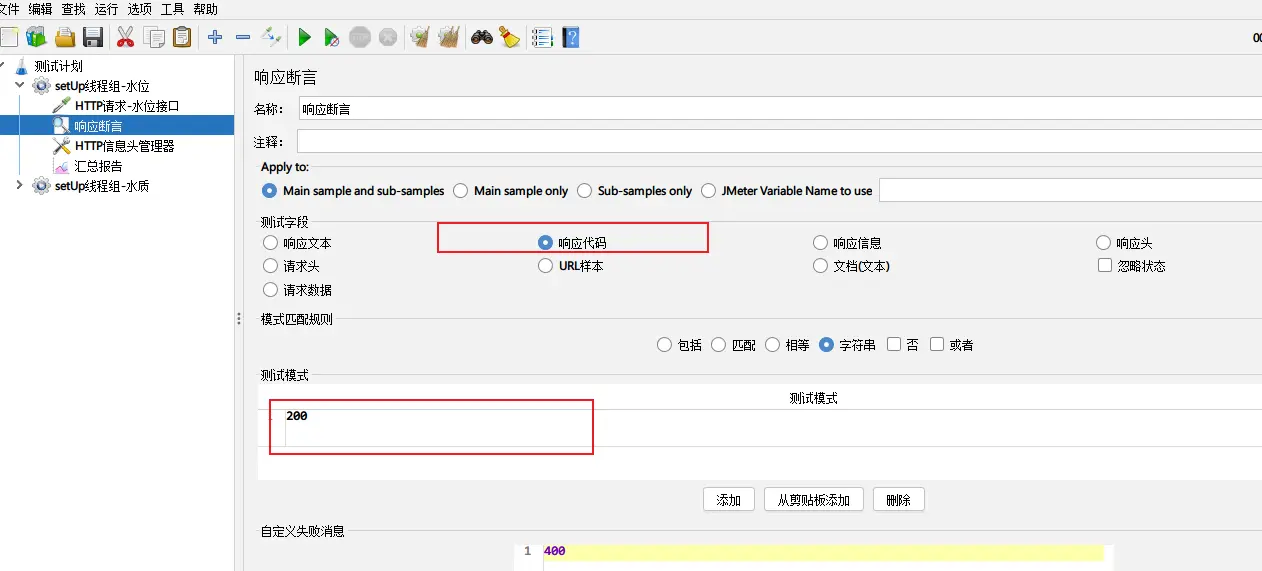 文件 编辑 查找 运行 选项 工具 帮助
00
测试计划
setUp线程组-水位
HTTP请求-水位接口
响应断言
HTTP信息头管理器
汇总报告
setUp线程组-水质
响应断言
名称： 响应断言
注释：
Apply to:
Main sample and sub-samples Main sample only Sub-samples only JMeter Variable Name to use
测试字段
响应文本 响应代码 响应信息 响应头
请求头 URL样本 文档(文本) 忽略状态
请求数据
模式匹配规则
包括 匹配 相等 字符串 否 或者
测试模式
测试模式
200
添加 从剪贴板添加 删除
自定义失败消息
1 400